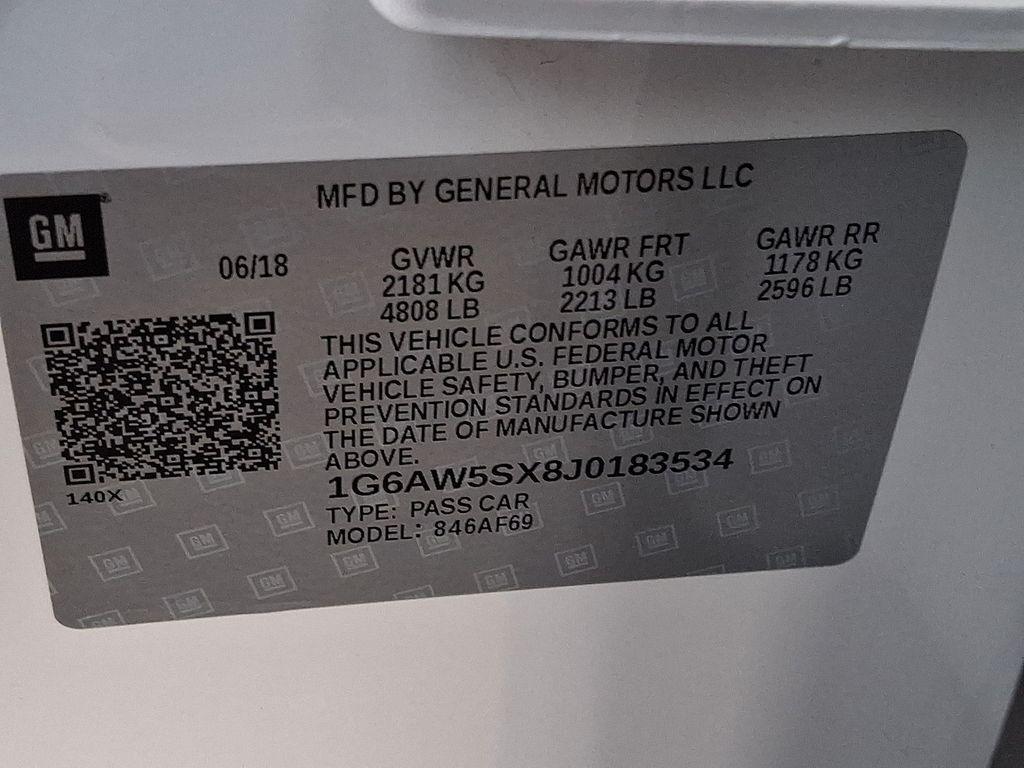 GM
MFD BY GENERAL MOTORS LLC
06/18
GVWR
2181 KG
4808 LB
GAWR FRT
1004 KG
2213 LB
GAWR RR
1178 KG
2596 LB
THIS VEHICLE CONFORMS TO ALL
APPLICABLE U.S. FEDERAL MOTOR
VEHICLE SAFETY, BUMPER, AND THEFT
PREVENTION STANDARDS IN EFFECT ON
THE DATE OF MANUFACTURE SHOWN
ABOVE.
1G6AW5SX8J0183534
140X
TYPE: PASS CAR
MODEL: 846AF69